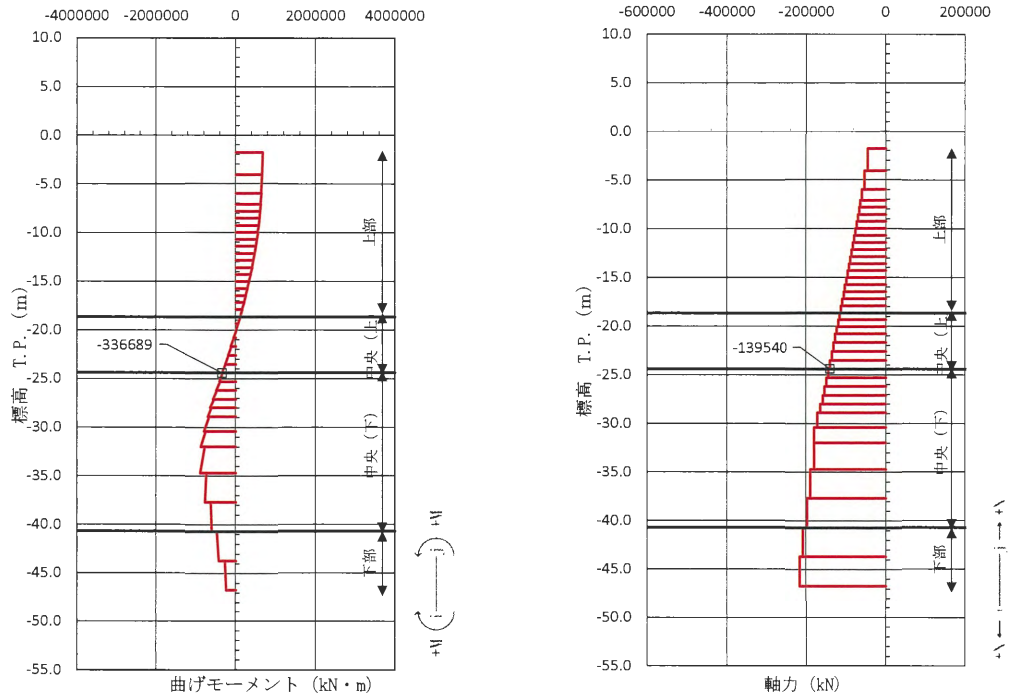 -4000000 -2000000 0 2000000 4000000
10.0
5.0
0.0
-5.0
-10.0
-15.0
-20.0
-25.0
-30.0
-35.0
-40.0
-45.0
-50.0
-55.0
標高 T.P. (m)
-336689
上部
中央 (上)
中央 (下)
下部
+M ( i j ) +M
曲げモーメント (kN・m)
-600000 -400000 -200000 0 200000
10.0
5.0
0.0
-5.0
-10.0
-15.0
-20.0
-25.0
-30.0
-35.0
-40.0
-45.0
-50.0
-55.0
標高 T.P. (m)
-139540
上部
中央 (上)
中央 (下)
下部
+N ← i j → +N
軸力 (kN)